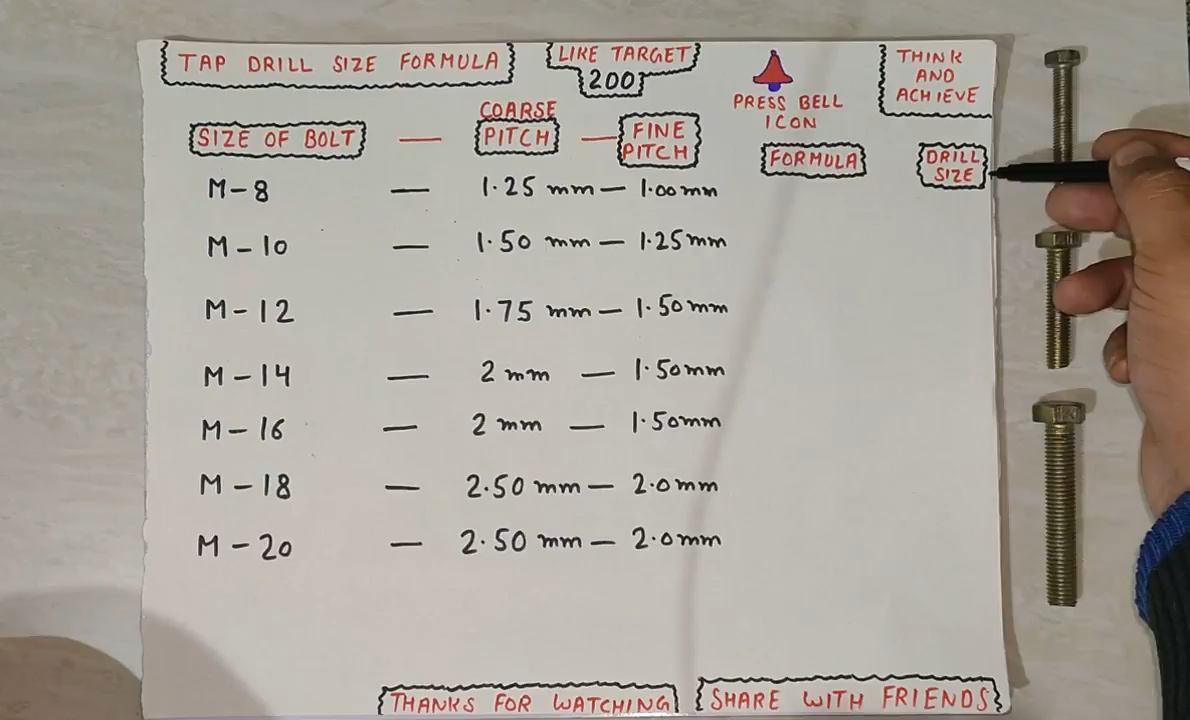 TAP DRILL SIZE FORMULA
LIKE TARGET
200
THINK
AND
ACHIEVE
PRESS BELL
ICON
SIZE OF BOLT — COARSE
PITCH — FINE
PITCH
FORMULA
DRILL
SIZE
M-8 — 1.25 mm — 1.00mm
M-10 — 1.50 mm — 1.25mm
M-12 — 1.75 mm — 1.50mm
M-14 — 2 mm — 1.50mm
M-16 — 2 mm — 1.50mm
M-18 — 2.50 mm — 2.0mm
M-20 — 2.50 mm — 2.0mm
THANKS FOR WATCHING
SHARE WITH FRIENDS